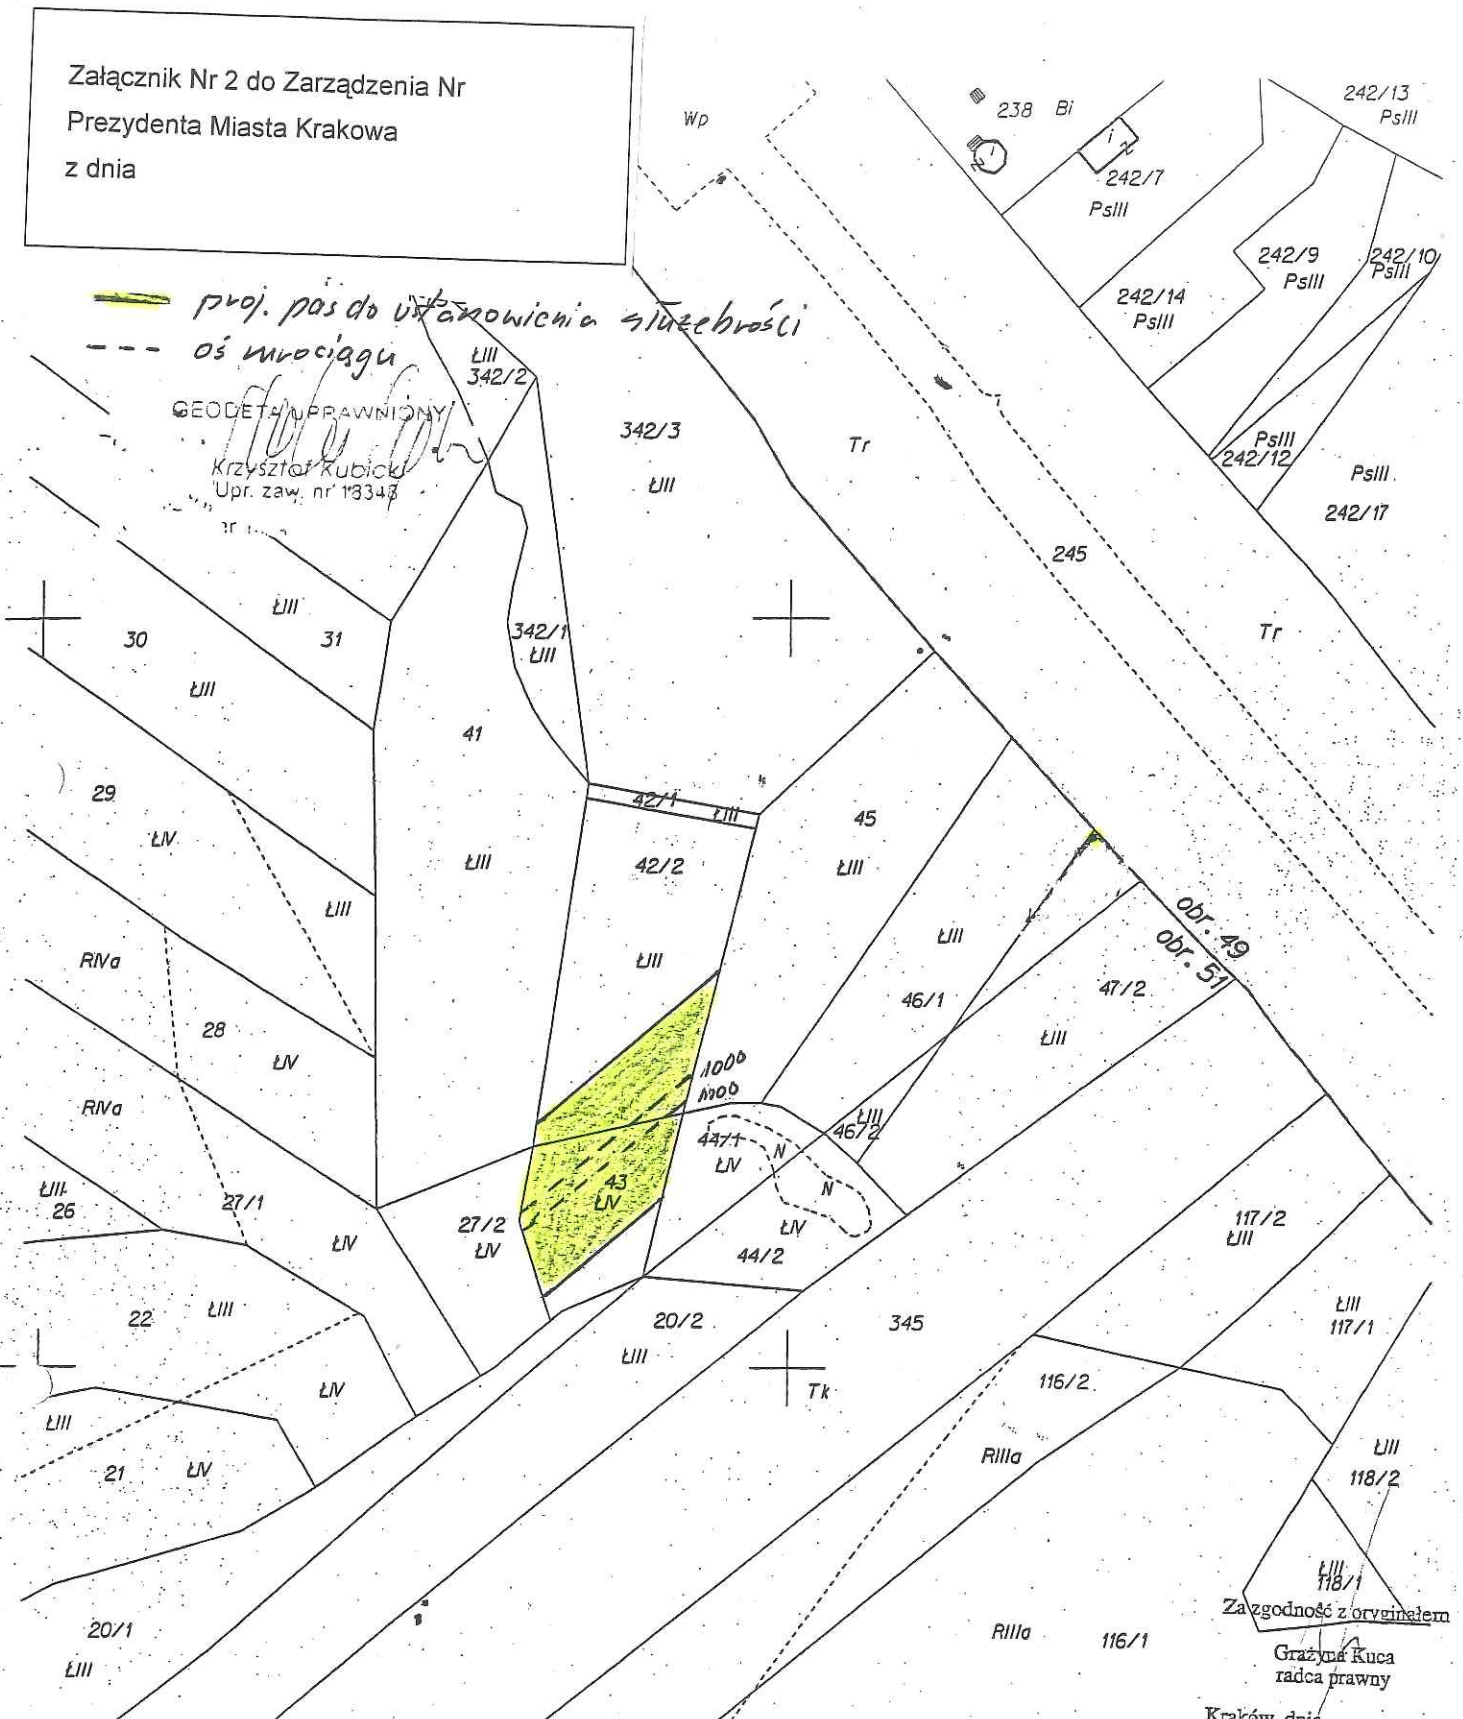 Załącznik Nr 2 do Zarządzenia Nr
Prezydenta Miasta Krakowa
z dnia
proj. pas do ustanowienia służebrości
oś wrociągu
GEODETA UPRAWNIONY
Krzysztof Kubicki
Upr. zaw. nr 13348
Wp
238 Bi
i
242/7
PsIII
242/13
PsIII
242/9
PsIII
242/10
PsIII
242/14
PsIII
PsIII
242/12
PsIII
242/17
ŁIII
342/2
342/3
ŁIII
Tr
245
Tr
ŁIII
31
30
ŁIII
342/1
ŁIII
41
29
ŁIV
42/1 ŁIII
45
ŁIII
42/2
ŁIII
ŁIII
ŁIII
ŁIII
obr. 49
obr. 51
RIVa
46/1
47/2
ŁIII
28
ŁIV
1000
1000
RIVa
ŁIII
46/2
44/1
ŁIV
N
N
43
ŁIV
ŁIII
26
27/1
ŁIV
27/2
ŁIV
ŁIV
44/2
117/2
ŁIII
22
ŁIII
20/2
ŁIII
345
ŁIII
117/1
ŁIV
Tk
116/2
ŁIII
21
ŁIV
RIIIa
ŁIII
118/2
ŁIII
118/1
Za zgodność z oryginałem
20/1
ŁIII
RIIIa
116/1
Grażyna Kuca
radca prawny
Kraków, dnia